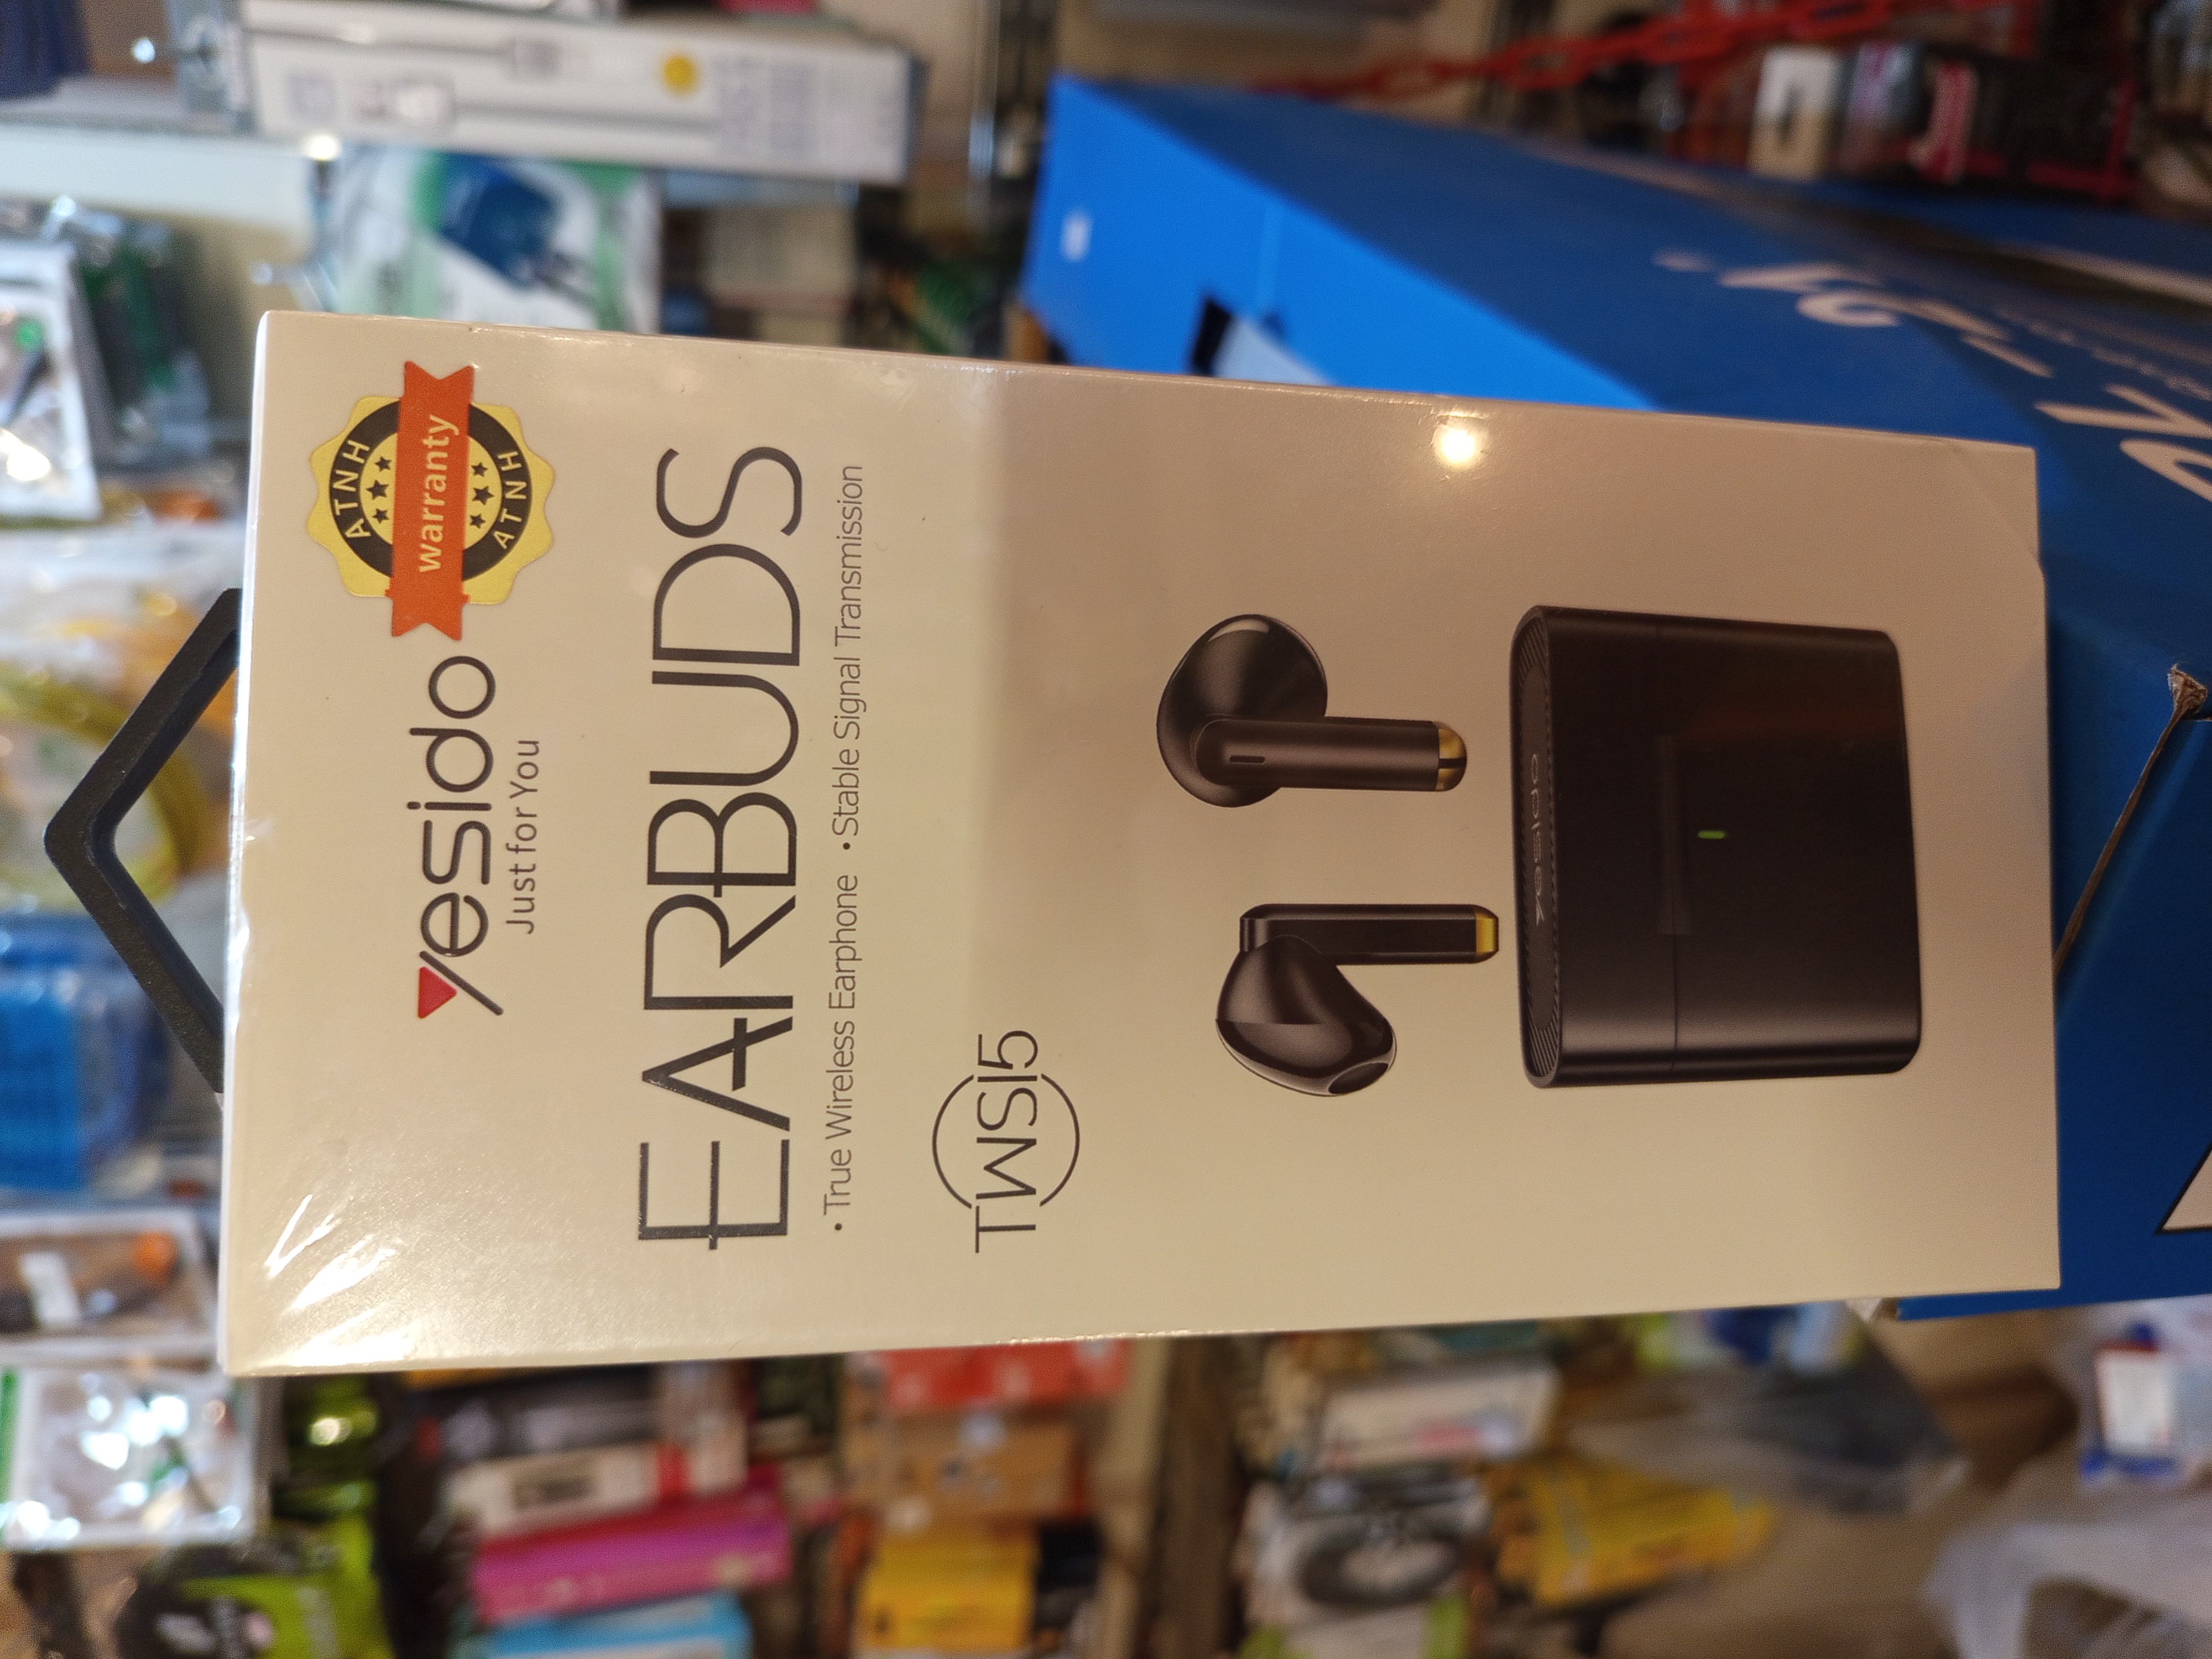 yesido
Just for You
ATNH
warranty
ATNH
EARBUDS
• True Wireless Earphone • Stable Signal Transmission
TWS15
yesido